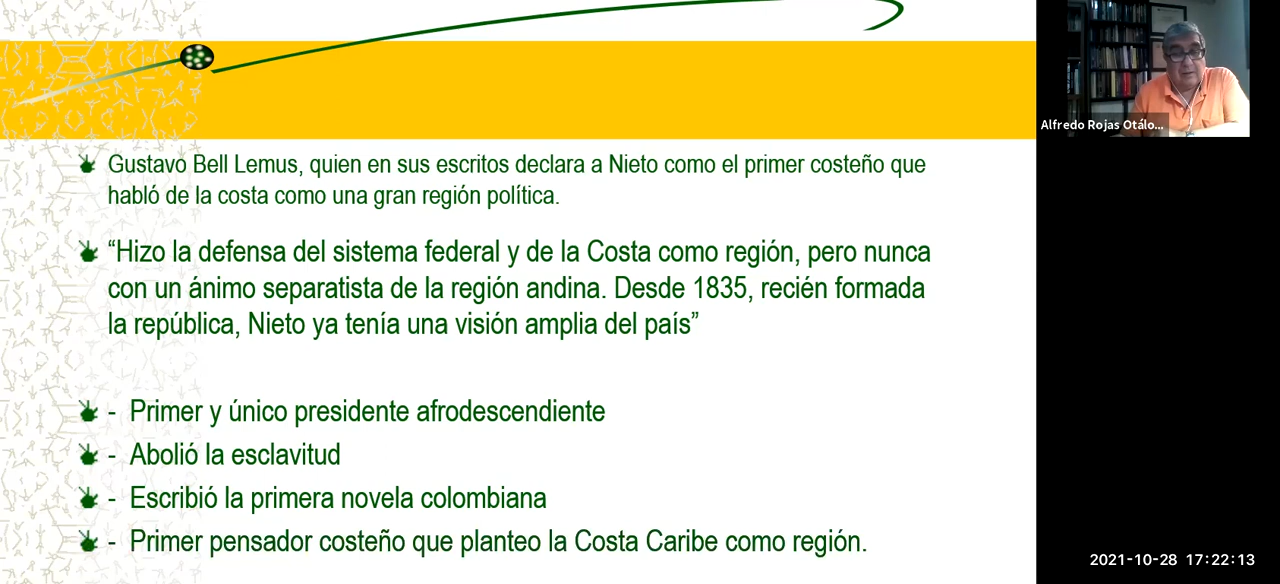 Gustavo Bell Lemus, quien en sus escritos declara a Nieto como el primer costeño que
habló de la costa como una gran región política.
“Hizo la defensa del sistema federal y de la Costa como región, pero nunca
con un ánimo separatista de la región andina. Desde 1835, recién formada
la república, Nieto ya tenía una visión amplia del país”
- Primer y único presidente afrodescendiente
- Abolió la esclavitud
- Escribió la primera novela colombiana
- Primer pensador costeño que planteo la Costa Caribe como región.
Alfredo Rojas Otálo...
2021-10-28 17:22:13